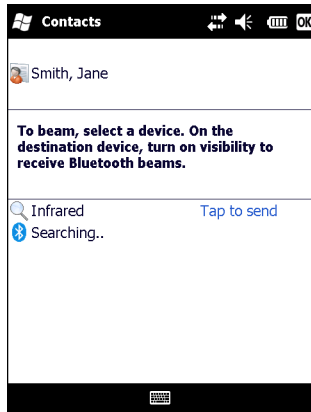 Contacts
OK
Smith, Jane
To beam, select a device. On the
destination device, turn on visibility to
receive Bluetooth beams.
Infrared Tap to send
Searching..